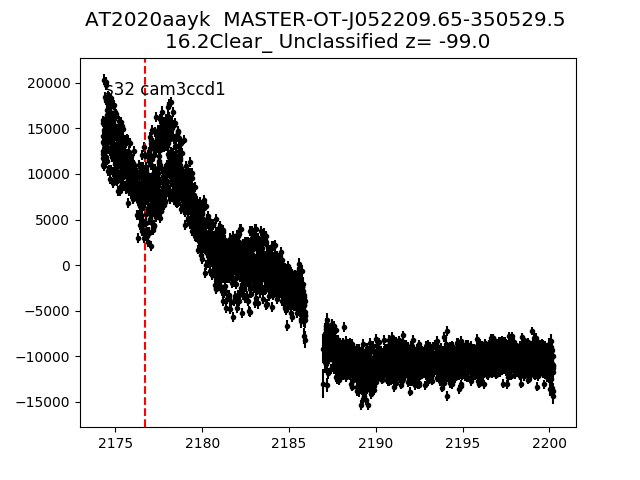 AT2020aayk MASTER-OT-J052209.65-350529.5
16.2Clear_ Unclassified z= -99.0
s32 cam3ccd1
20000
15000
10000
5000
0
−5000
−10000
−15000
2175 2180 2185 2190 2195 2200